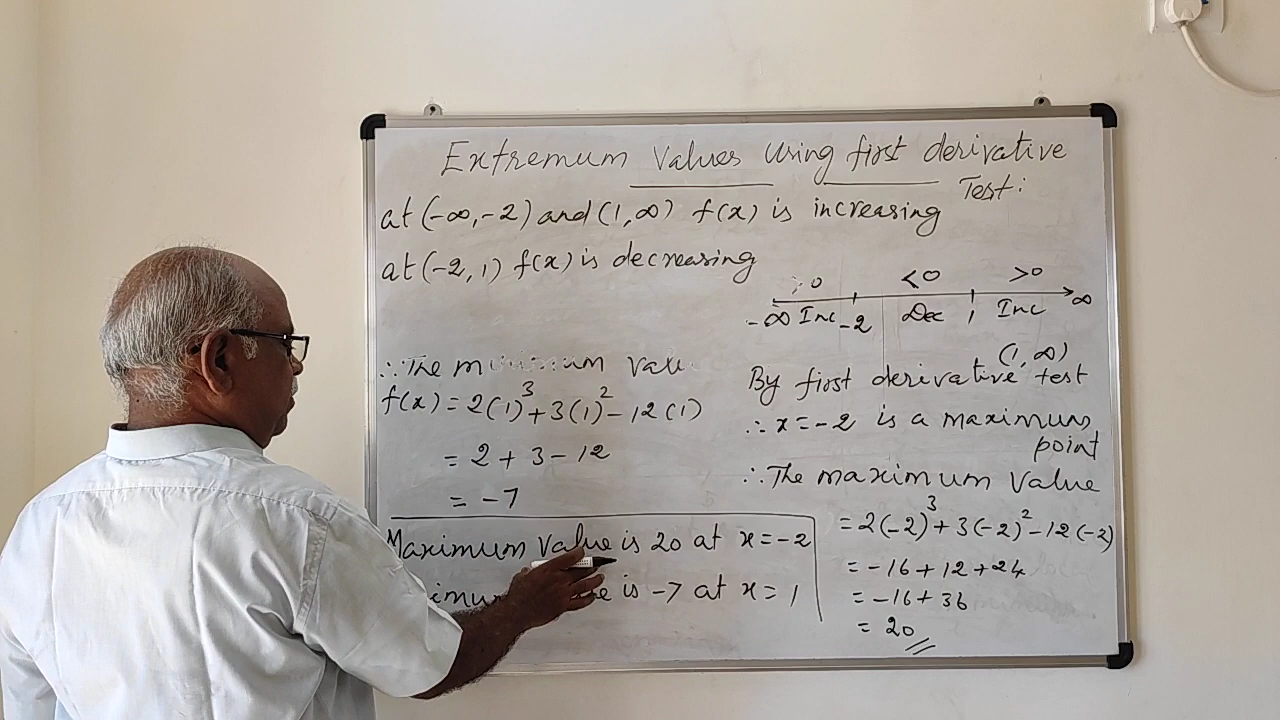 Extremum values using first derivative
Test:
at (-∞, -2) and (1, ∞) f(x) is increasing
at (-2, 1) f(x) is decreasing
>0 <0 >0
-∞ Inc -2 Dec 1 Inc ∞
∴ The minimum
f(x) = 2(1)³ + 3(1)² - 12(1)
= 2 + 3 - 12
= -7
Maximum value is 20 at x = -2
is -7 at x = 1
(1, ∞)
By first derivative test
∴ x = -2 is a maximum
point
∴ The maximum value
= 2(-2)³ + 3(-2)² - 12(-2)
= -16 + 12 + 24
= -16 + 36
= 20